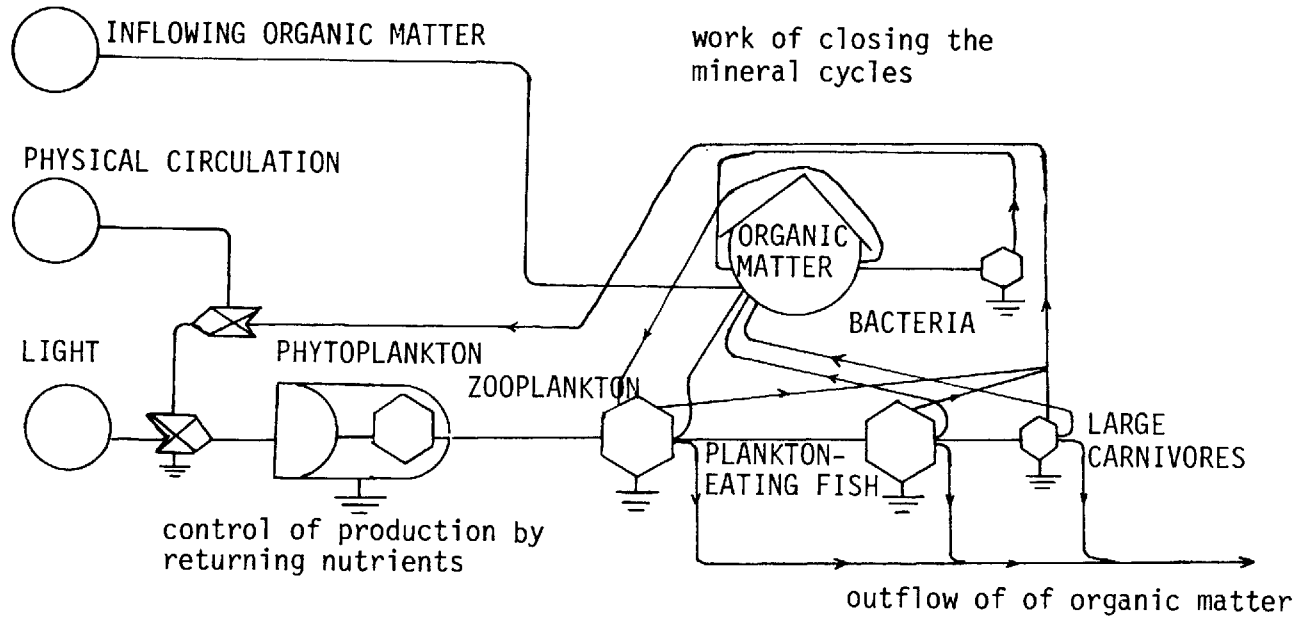 INFLOWING ORGANIC MATTER
work of closing the
mineral cycles
PHYSICAL CIRCULATION
ORGANIC
MATTER
BACTERIA
LIGHT
PHYTOPLANKTON
ZOOPLANKTON
LARGE
CARNIVORES
PLANKTON-
EATING FISH
control of production by
returning nutrients
outflow of of organic matter